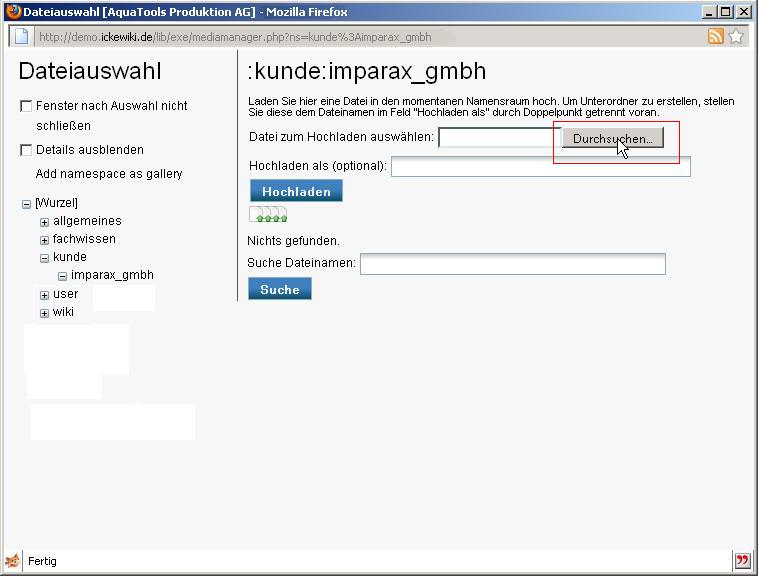 Dateiauswahl [AquaTools Produktion AG] - Mozilla Firefox
http://demo.ickewiki.de/lib/exe/mediamanager.php?ns=kunde%3Aimparax_gmbh
Dateiauswahl
Fenster nach Auswahl nicht
schließen
Details ausblenden
Add namespace as gallery
[Wurzel]
allgemeines
fachwissen
kunde
imparax_gmbh
user
wiki
:kunde:imparax_gmbh
Laden Sie hier eine Datei in den momentanen Namensraum hoch. Um Unterordner zu erstellen, stellen
Sie diese dem Dateinamen im Feld "Hochladen als" durch Doppelpunkt getrennt voran.
Datei zum Hochladen auswählen: Durchsuchen...
Hochladen als (optional):
Hochladen
Nichts gefunden.
Suche Dateinamen:
Suche
Fertig